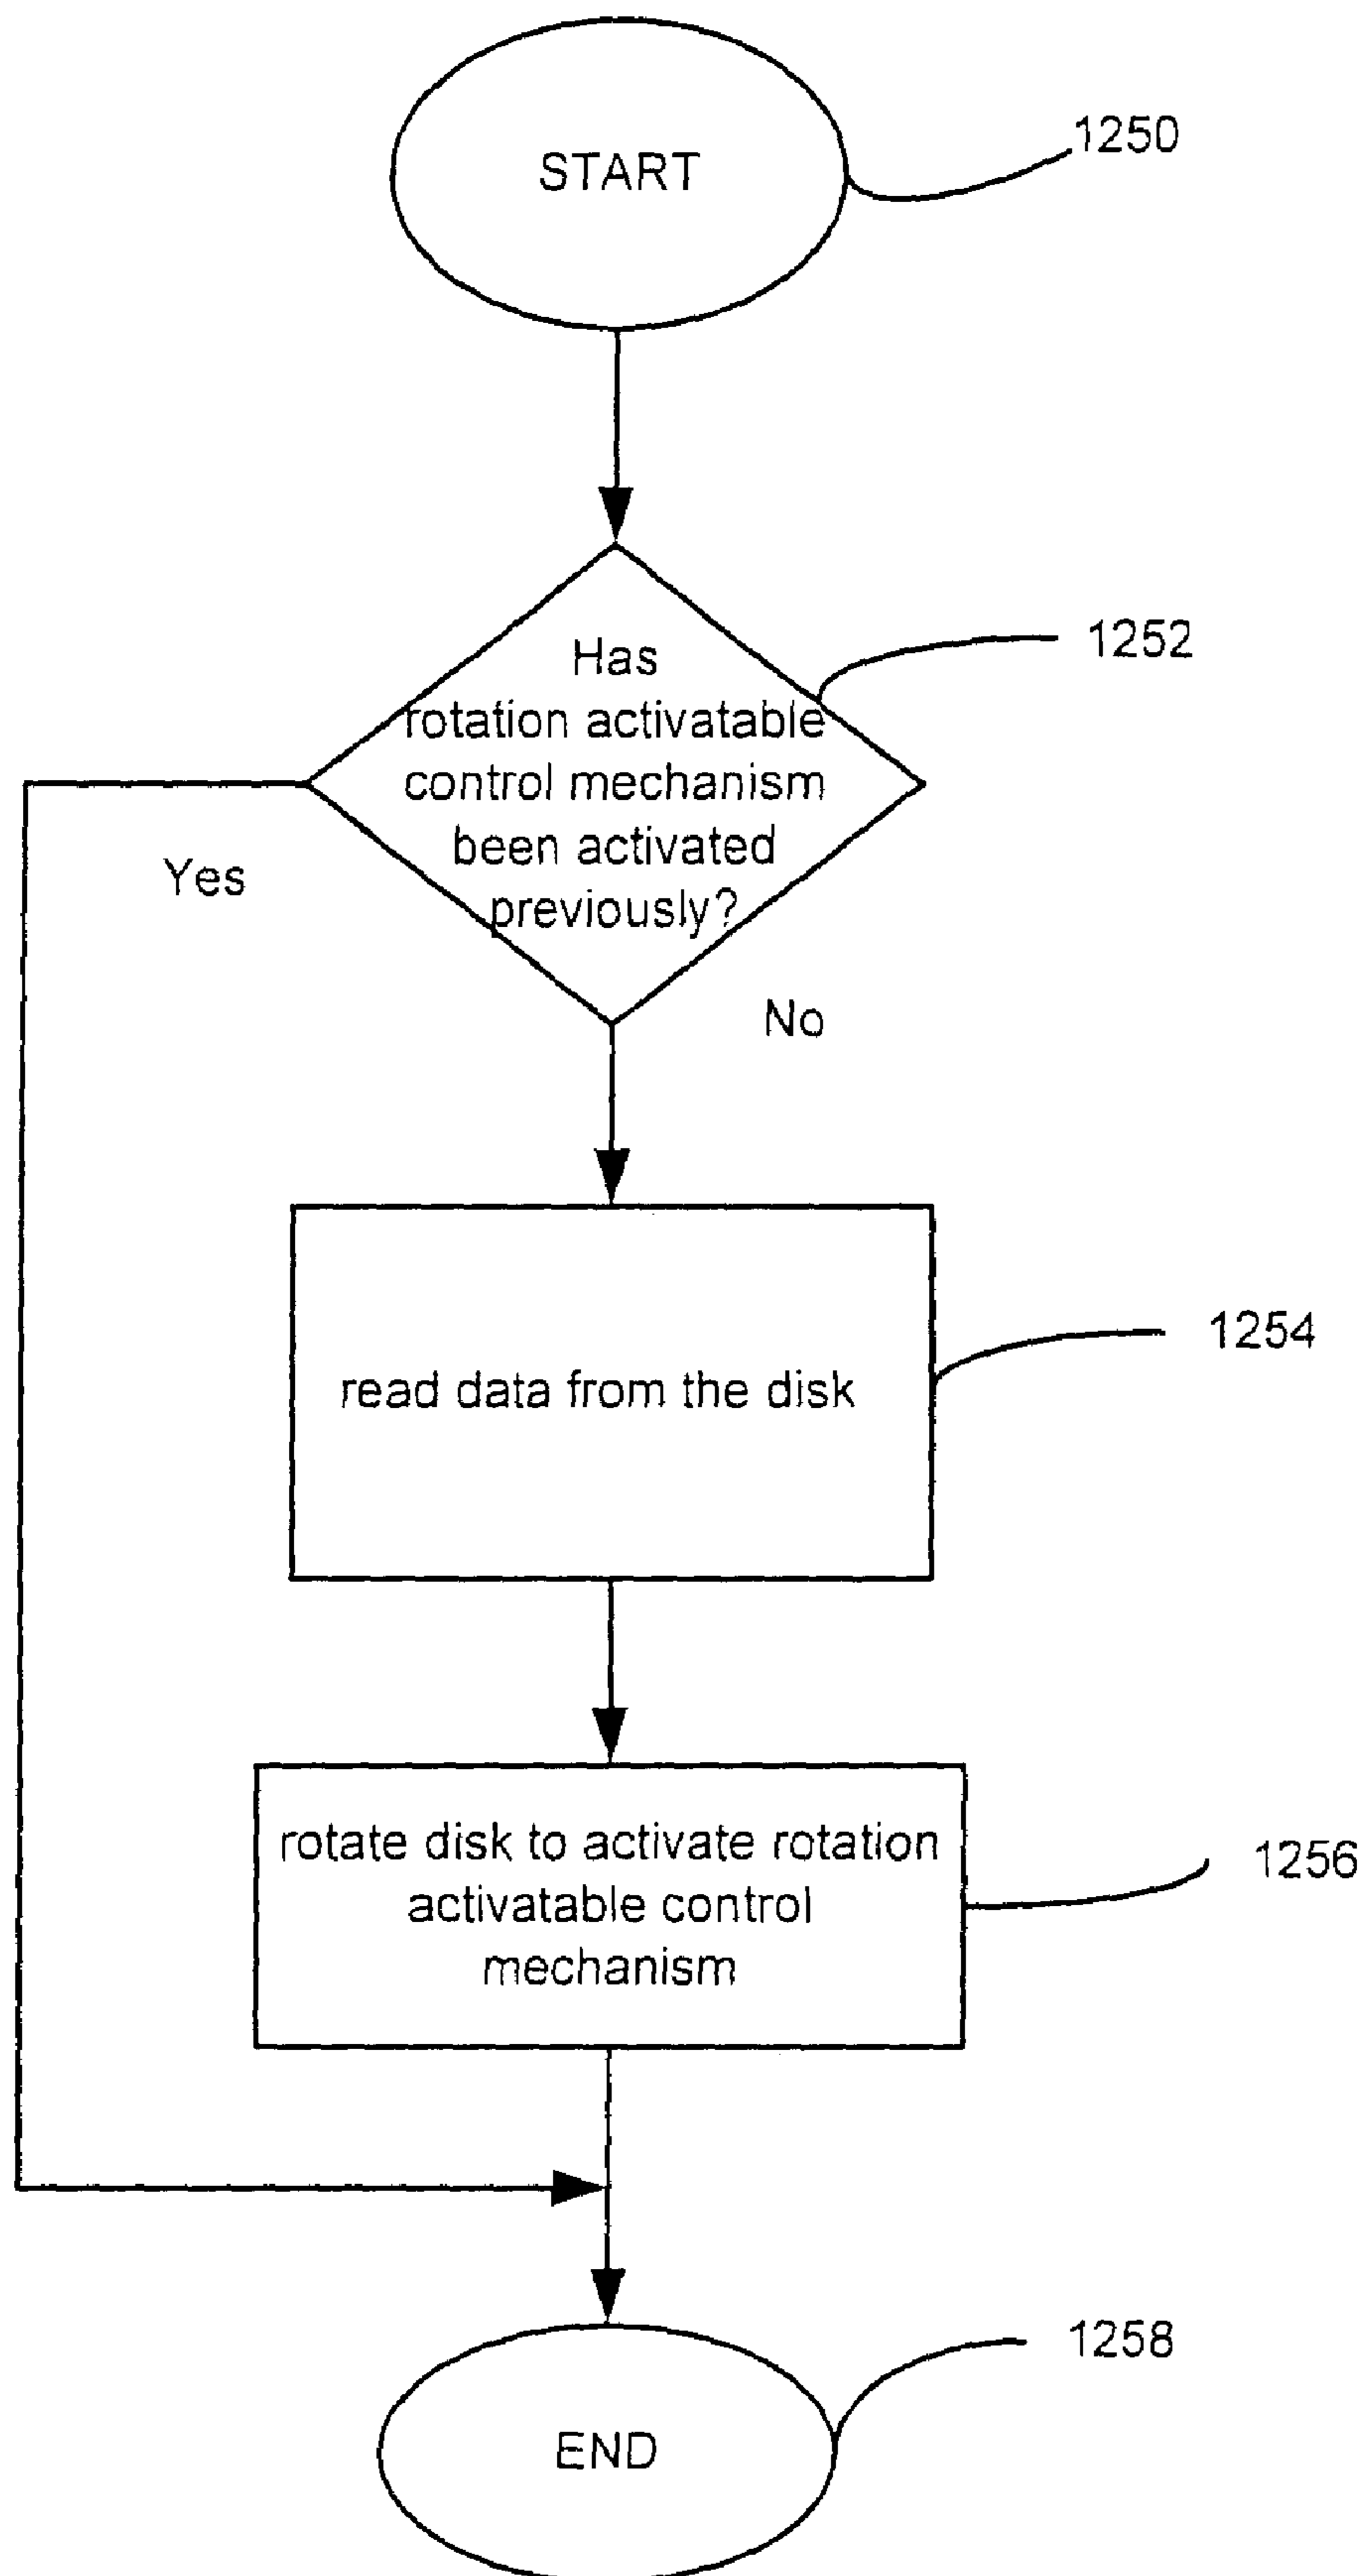 START
1250
Has
rotation activatable
control mechanism
been activated
previously?
1252
Yes
No
read data from the disk
1254
rotate disk to activate rotation
activatable control
mechanism
1256
END
1258